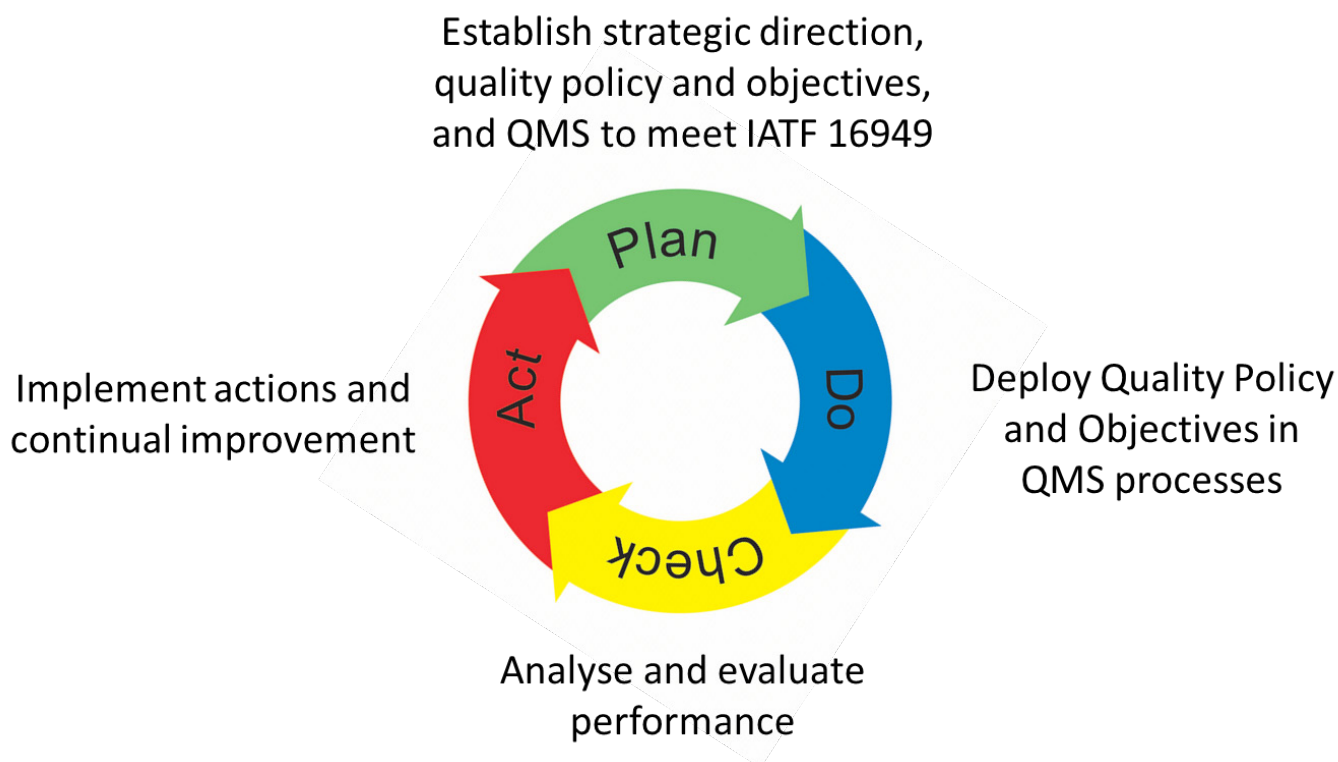 Establish strategic direction,
quality policy and objectives,
and QMS to meet IATF 16949
Plan
Do
Deploy Quality Policy
and Objectives in
QMS processes
Check
Analyse and evaluate
performance
Act
Implement actions and
continual improvement